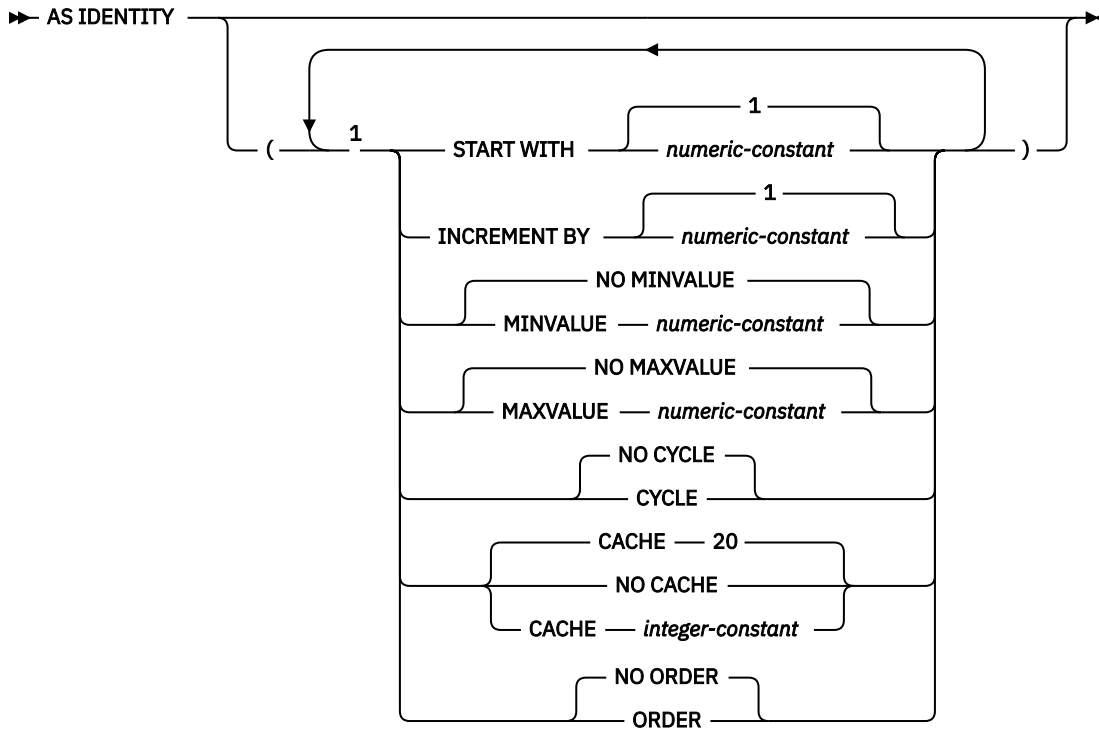 AS IDENTITY
1
( 1 START WITH numeric-constant )
1
INCREMENT BY numeric-constant
NO MINVALUE
MINVALUE numeric-constant
NO MAXVALUE
MAXVALUE numeric-constant
NO CYCLE
CYCLE
CACHE 20
NO CACHE
CACHE integer-constant
NO ORDER
ORDER